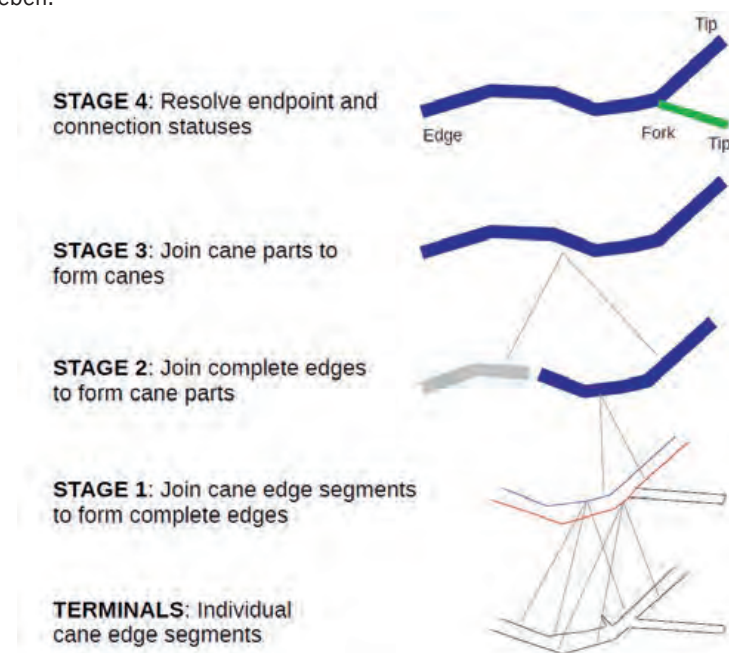 eben.
Tip
STAGE 4: Resolve endpoint and
connection statuses
Edge
Fork
Tip
STAGE 3: Join cane parts to
form canes
STAGE 2: Join complete edges
to form cane parts
STAGE 1: Join cane edge segments
to form complete edges
TERMINALS: Individual
cane edge segments